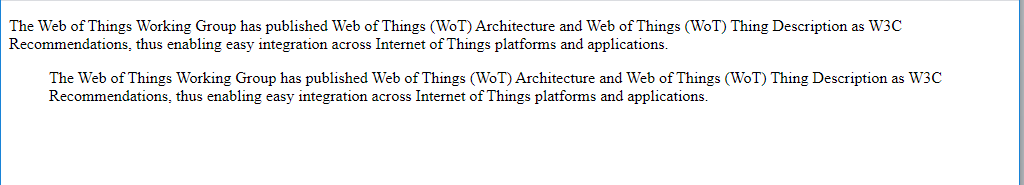 The Web of Things Working Group has published Web of Things (WoT) Architecture and Web of Things (WoT) Thing Description as W3C
Recommendations, thus enabling easy integration across Internet of Things platforms and applications.
The Web of Things Working Group has published Web of Things (WoT) Architecture and Web of Things (WoT) Thing Description as W3C
Recommendations, thus enabling easy integration across Internet of Things platforms and applications.